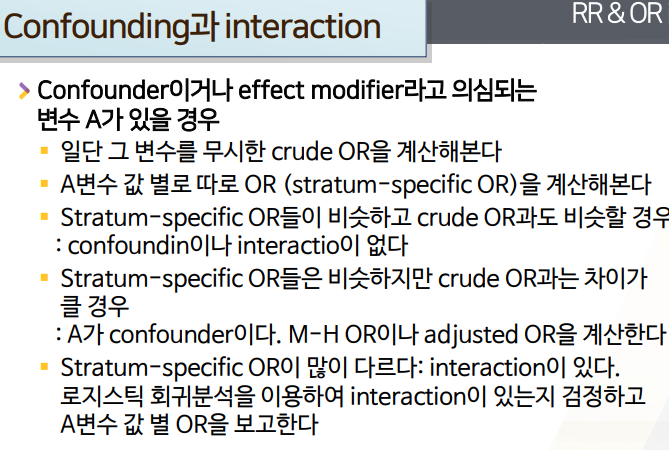 Confounding과 interaction
RR & OR
Confounder이거나 effect modifier라고 의심되는
변수 A가 있을 경우
일단 그 변수를 무시한 crude OR을 계산해본다
A변수 값 별로 따로 OR (stratum-specific OR)을 계산해본다
Stratum-specific OR들이 비슷하고 crude OR과도 비슷할 경우
: confoundin이나 interactio이 없다
Stratum-specific OR들은 비슷하지만 crude OR과는 차이가
클 경우
: A가 confounder이다. M-H OR이나 adjusted OR을 계산한다
Stratum-specific OR이 많이 다르다: interaction이 있다.
로지스틱 회귀분석을 이용하여 interaction이 있는지 검정하고
A변수 값 별 OR을 보고한다